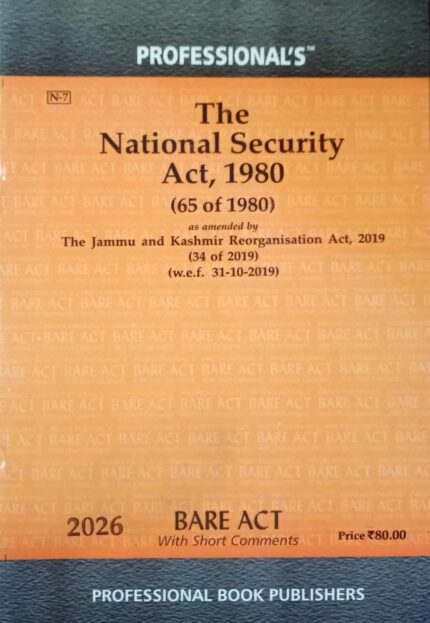 PROFESSIONAL'S™
N-7
The
National Security
Act, 1980
(65 of 1980)
as amended by
The Jammu and Kashmir Reorganisation Act, 2019
(34 of 2019)
(w.e.f. 31-10-2019)
2026
BARE ACT
With Short Comments
Price ₹80.00
PROFESSIONAL BOOK PUBLISHERS